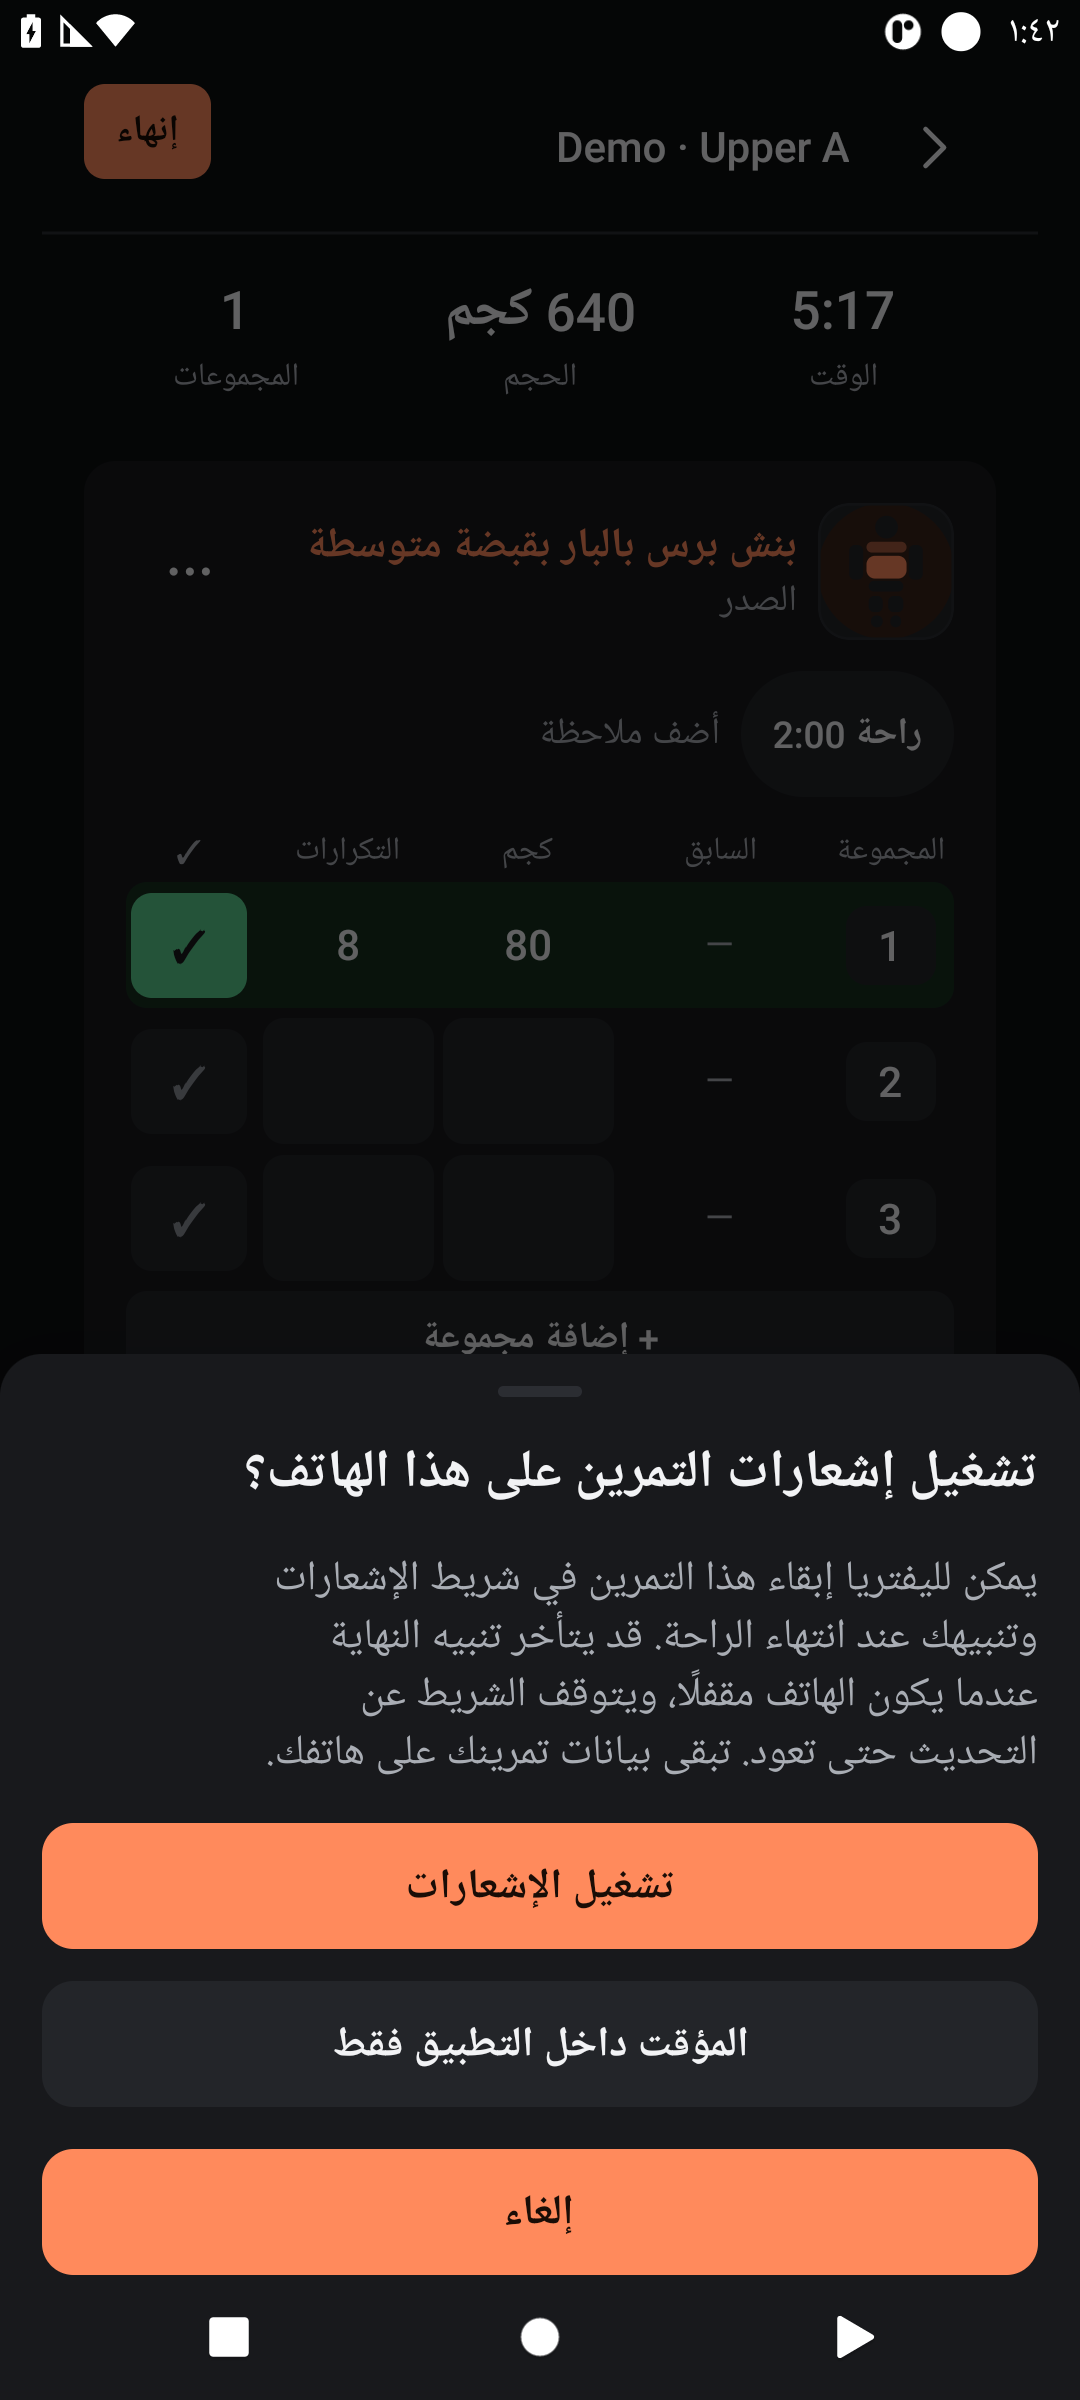 ١:٤٢
Demo · Upper A
إنهاء
5:17 640 كجم 1
الوقت الحجم المجموعات
بنش برس بالبار بقبضة متوسطة
الصدر
راحة 2:00 أضف ملاحظة
المجموعة السابق كجم التكرارات ✓
1 — 80 8 ✓
2 — ✓
3 — ✓
+ إضافة مجموعة
تشغيل إشعارات التمرين على هذا الهاتف؟
يمكن لليفتريا إبقاء هذا التمرين في شريط الإشعارات
وتنبيهك عند انتهاء الراحة. قد يتأخر تنبيه النهاية
عندما يكون الهاتف مقفلًا، ويتوقف الشريط عن
التحديث حتى تعود. تبقى بيانات تمرينك على هاتفك.
تشغيل الإشعارات
المؤقت داخل التطبيق فقط
إلغاء